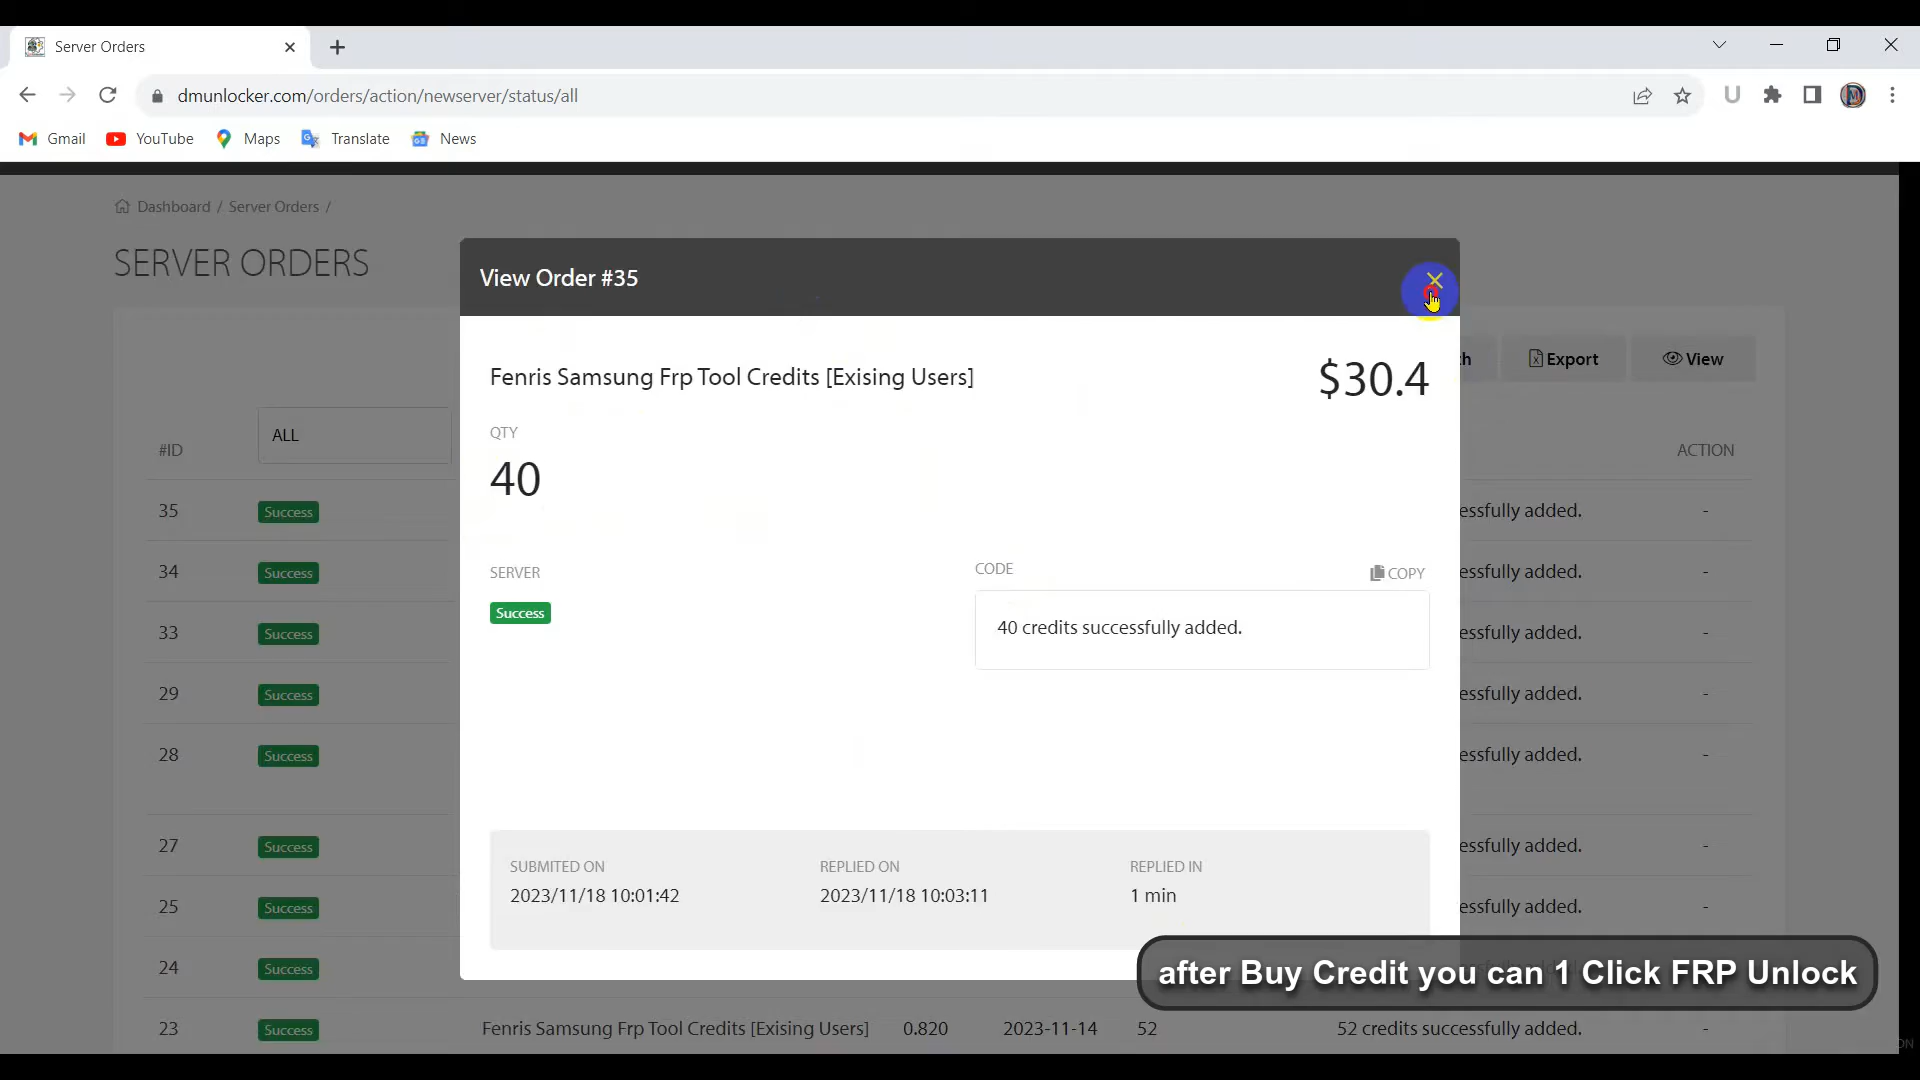 Server Orders
dmunlocker.com/orders/action/newserver/status/all
Gmail YouTube Maps Translate News
Dashboard / Server Orders /
SERVER ORDERS
View Order #35
Fenris Samsung Frp Tool Credits [Exising Users]
$30.4
Export
View
QTY
40
ALL
#ID
ACTION
35 Success essfully added. -
34 Success essfully added. -
SERVER
CODE
COPY
Success
40 credits successfully added.
33 Success essfully added. -
29 Success essfully added. -
28 Success essfully added. -
27 Success essfully added. -
SUBMITED ON REPLIED ON REPLIED IN
2023/11/18 10:01:42 2023/11/18 10:03:11 1 min
25 Success essfully added. -
24 Success
after Buy Credit you can 1 Click FRP Unlock
23 Success Fenris Samsung Frp Tool Credits [Exising Users] 0.820 2023-11-14 52 52 credits successfully added. -